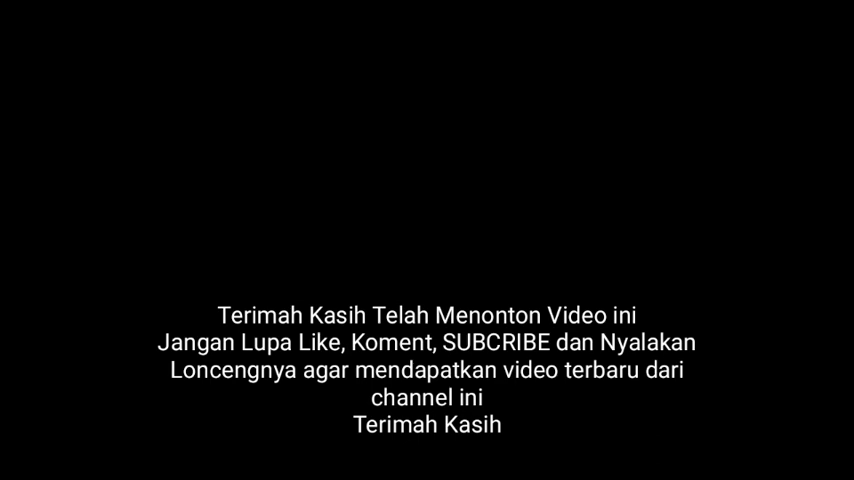 Terimah Kasih Telah Menonton Video ini
Jangan Lupa Like, Koment, SUBCRIBE dan Nyalakan
Loncengnya agar mendapatkan video terbaru dari
channel ini
Terimah Kasih